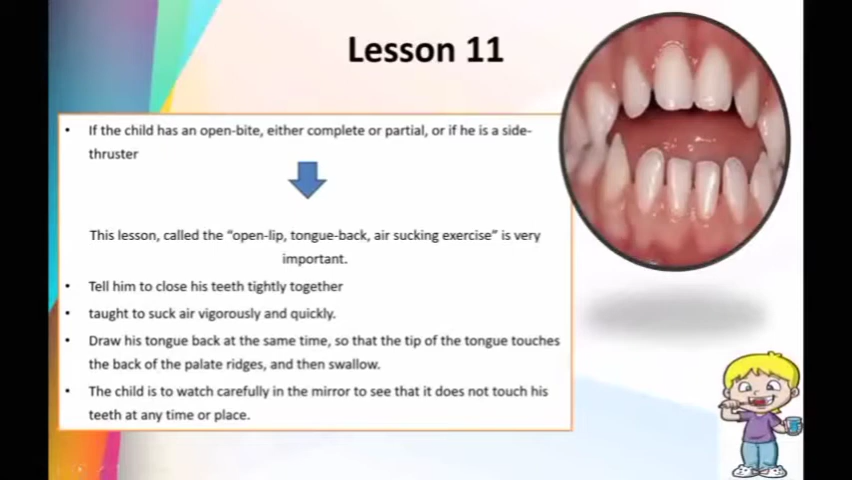 Lesson 11
• If the child has an open-bite, either complete or partial, or if he is a side-
thruster
This lesson, called the “open-lip, tongue-back, air sucking exercise” is very
important.
• Tell him to close his teeth tightly together
• taught to suck air vigorously and quickly.
• Draw his tongue back at the same time, so that the tip of the tongue touches
the back of the palate ridges, and then swallow.
• The child is to watch carefully in the mirror to see that it does not touch his
teeth at any time or place.